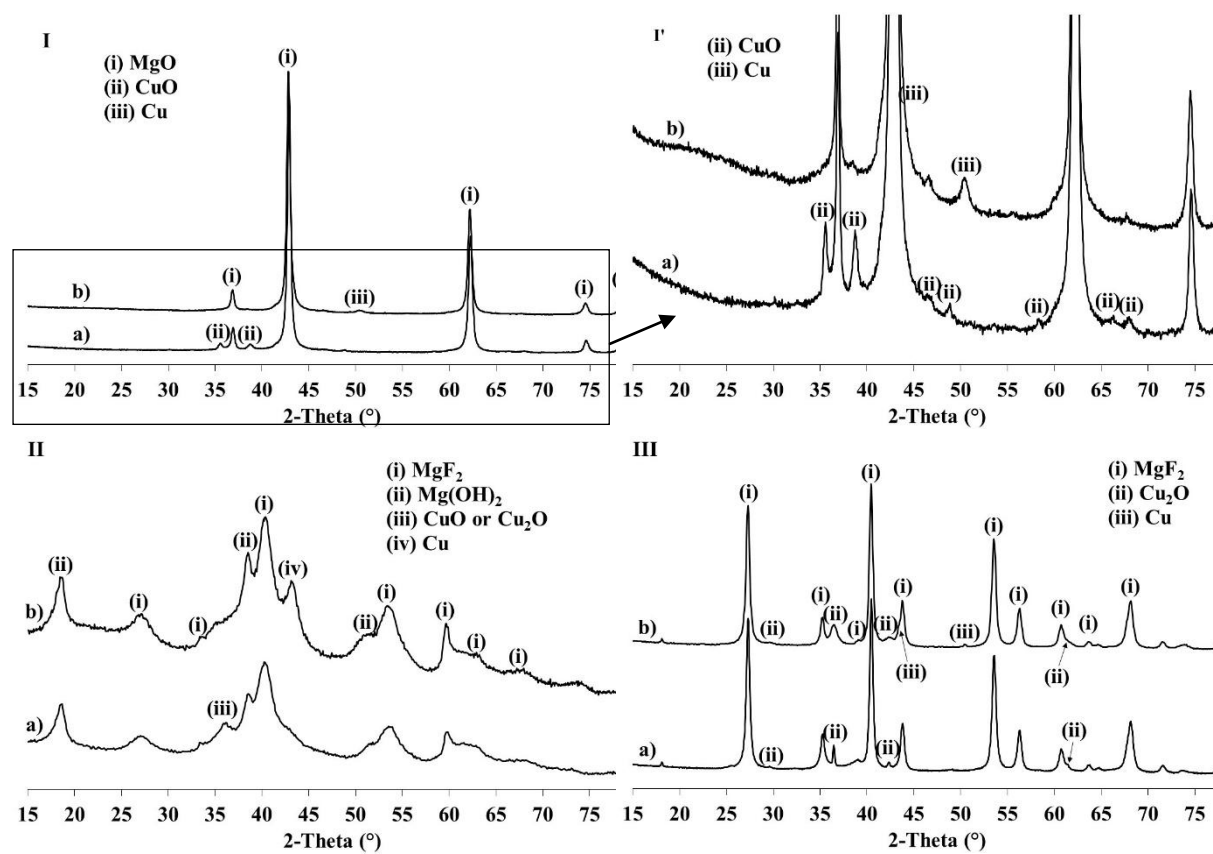 I
(i) MgO
(ii) CuO
(iii) Cu
(i)
(i)
b)
(i)
(iii)
(i)
a)
(ii)
(i)
(ii)
15 20 25 30 35 40 45 50 55 60 65 70 75
2-Theta (°)
I'
(ii) CuO
(iii) Cu
(iii)
b)
(iii)
(ii)
(ii)
a)
(ii)
(ii)
(ii)
(ii)
(ii)
15 20 25 30 35 40 45 50 55 60 65 70 75
2-Theta (°)
II
(i) MgF₂
(ii) Mg(OH)₂
(iii) CuO or Cu₂O
(iv) Cu
(i)
(ii)
(ii)
(iv)
b)
(i)
(i)
(ii)
(i)
(i)
(i)
(i)
a)
(iii)
15 20 25 30 35 40 45 50 55 60 65 70 75
2-Theta (°)
III
(i) MgF₂
(ii) Cu₂O
(iii) Cu
(i)
(i)
(i)
(i)
(ii)
(i)
(i)
(i)
(i)
(i)
b)
(ii)
(i)
(ii)
(iii)
(iii)
(ii)
(ii)
(ii)
a)
(ii)
(ii)
15 20 25 30 35 40 45 50 55 60 65 70 75
2-Theta (°)